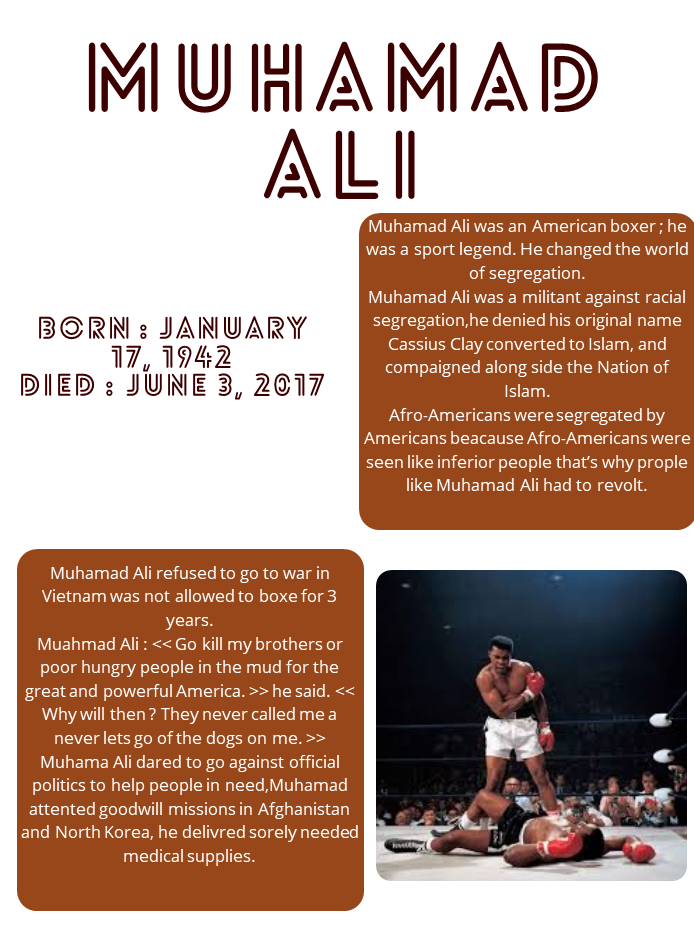 MUHAMAD
ALI
BORN : JANUARY
17, 1942
DIED : JUNE 3, 2017
Muhamad Ali was an American boxer ; he
was a sport legend. He changed the world
of segregation.
Muhamad Ali was a militant against racial
segregation,he denied his original name
Cassius Clay converted to Islam, and
compaigned along side the Nation of
Islam.
Afro-Americans were segregated by
Americans beacause Afro-Americans were
seen like inferior people that’s why prople
like Muhamad Ali had to revolt.
Muhamad Ali refused to go to war in
Vietnam was not allowed to boxe for 3
years.
Muahmad Ali : << Go kill my brothers or
poor hungry people in the mud for the
great and powerful America. >> he said. <<
Why will then ? They never called me a
never lets go of the dogs on me. >>
Muhama Ali dared to go against official
politics to help people in need,Muhamad
attented goodwill missions in Afghanistan
and North Korea, he delivred sorely needed
medical supplies.